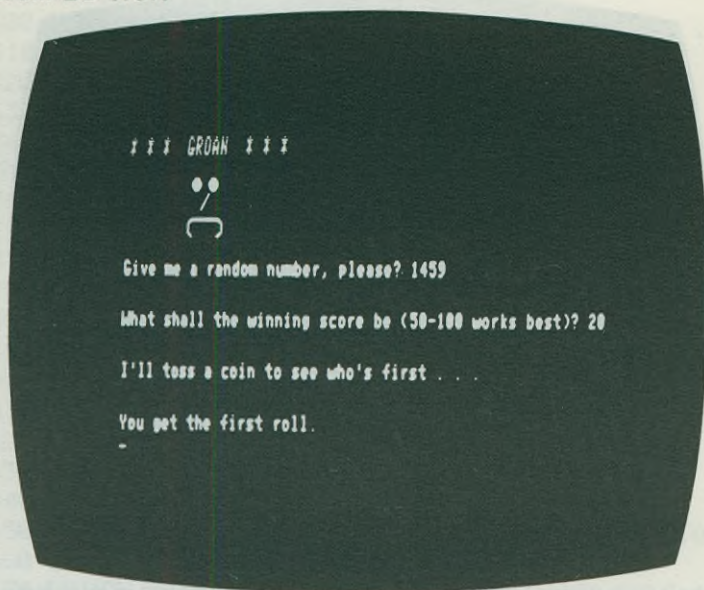 * * * GROAN * * *
Give me a random number, please? 1459
What shall the winning score be (50-100 works best)? 20
I'll toss a coin to see who's first . . .
You get the first roll.